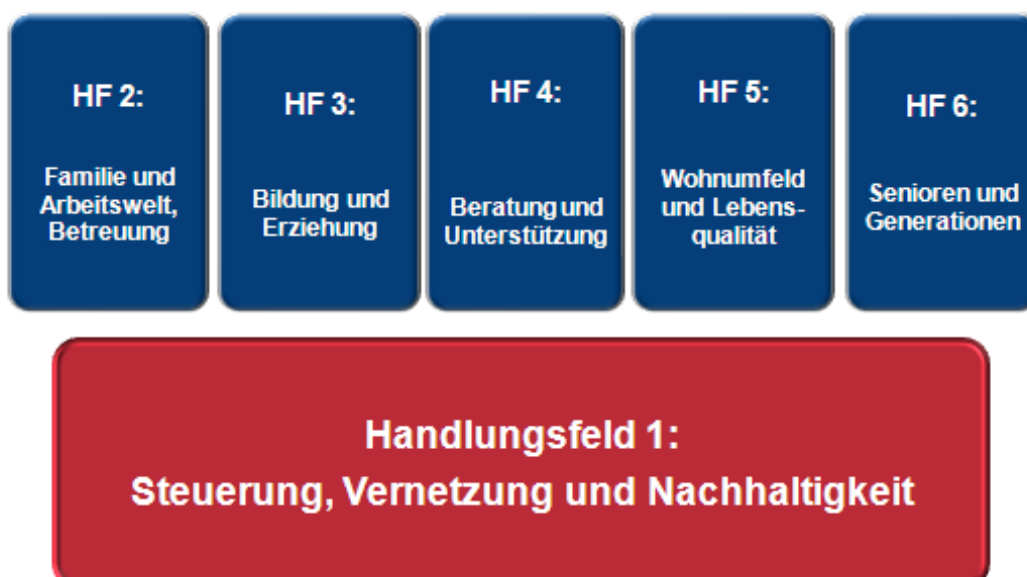 HF 2:
Familie und
Arbeitswelt,
Betreuung
HF 3:
Bildung und
Erziehung
HF 4:
Beratung und
Unterstützung
HF 5:
Wohnumfeld
und Lebens-
qualität
HF 6:
Senioren und
Generationen
Handlungsfeld 1:
Steuerung, Vernetzung und Nachhaltigkeit